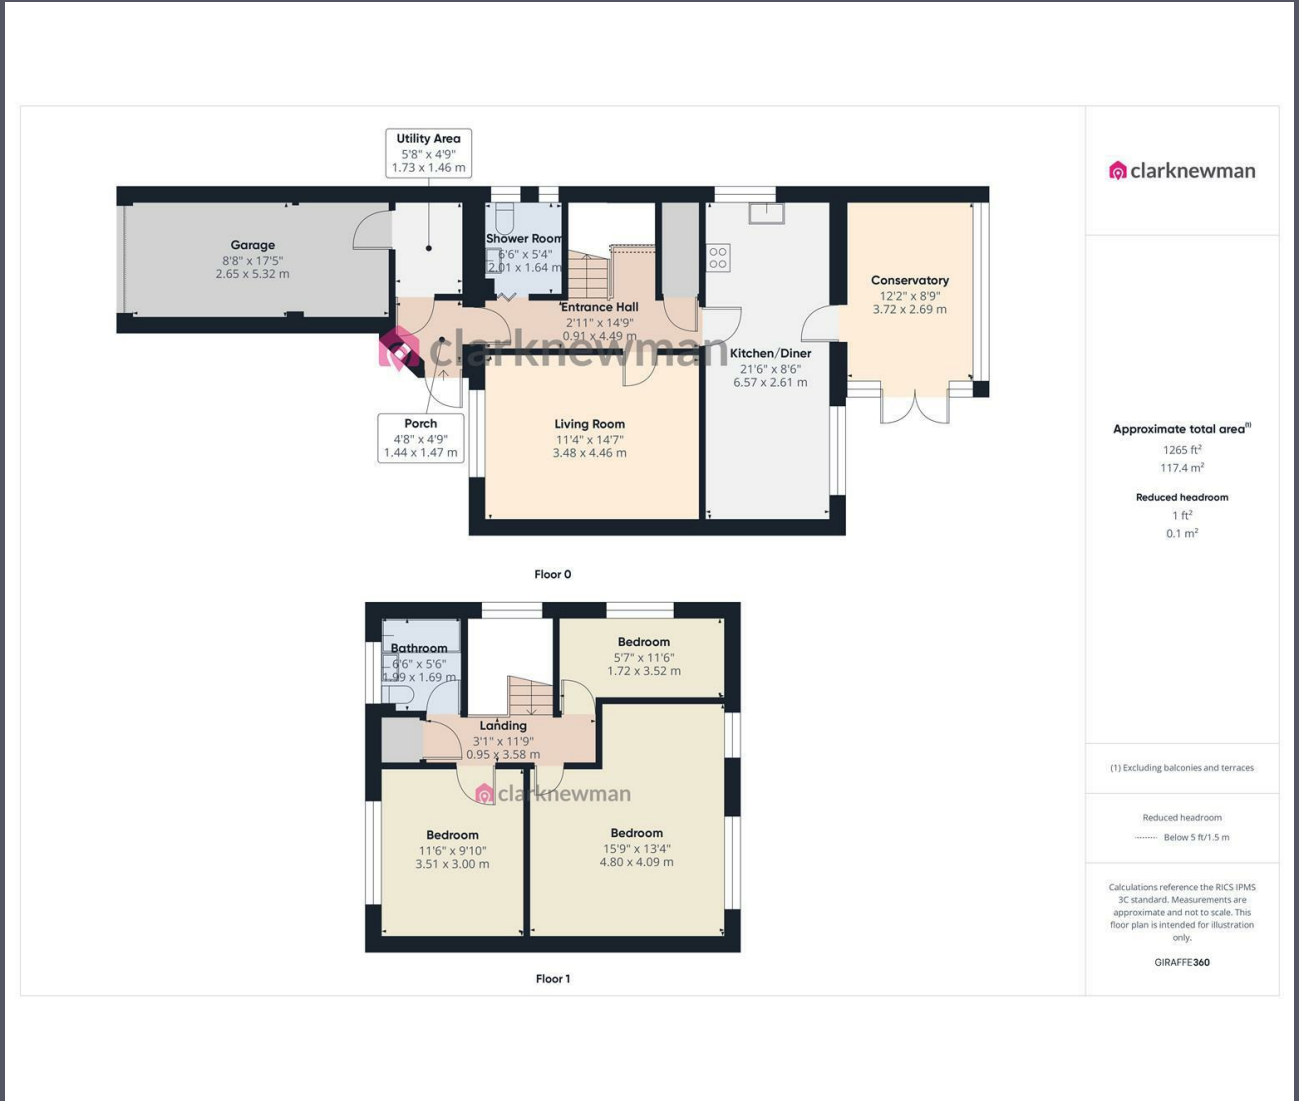 Utility Area
5'8" x 4'9"
1.73 x 1.46 m
Garage
8'8" x 17'5"
2.65 x 5.32 m
Shower Room
6'6" x 5'4"
2.01 x 1.64 m
Entrance Hall
2'11" x 14'9"
0.91 x 4.49 m
clarknewman
Kitchen/Diner
21'6" x 8'6"
6.57 x 2.61 m
Conservatory
12'2" x 8'9"
3.72 x 2.69 m
Porch
4'8" x 4'9"
1.44 x 1.47 m
Living Room
11'4" x 14'7"
3.48 x 4.46 m
Floor 0
Bathroom
6'6" x 5'6"
1.99 x 1.69 m
Bedroom
5'7" x 11'6"
1.72 x 3.52 m
Landing
3'1" x 11'9"
0.95 x 3.58 m
clarknewman
Bedroom
11'6" x 9'10"
3.51 x 3.00 m
Bedroom
15'9" x 13'4"
4.80 x 4.09 m
Floor 1
clarknewman
Approximate total area(1)
1265 ft²
117.4 m²
Reduced headroom
1 ft²
0.1 m²
(1) Excluding balconies and terraces
Reduced headroom
Below 5 ft/1.5 m
Calculations reference the RICS IPMS
3C standard. Measurements are
approximate and not to scale. This
floor plan is intended for illustration
only.
GIRAFFE360